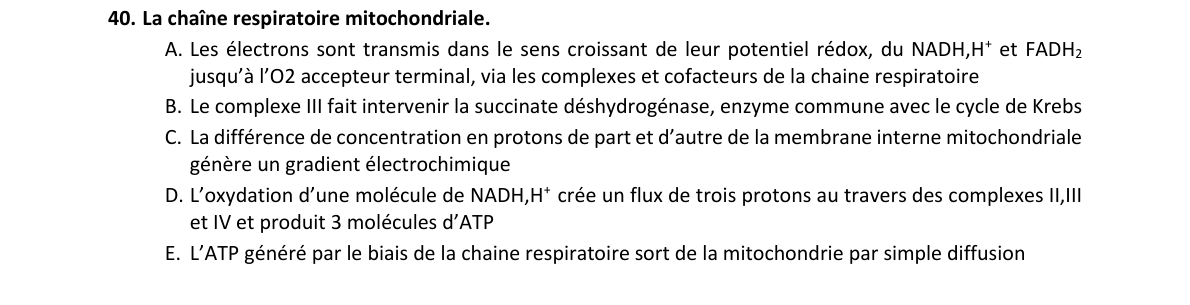 40. La chaîne respiratoire mitochondriale.
A. Les électrons sont transmis dans le sens croissant de leur potentiel rédox, du NADH,H⁺ et FADH₂
jusqu'à l'O2 accepteur terminal, via les complexes et cofacteurs de la chaine respiratoire
B. Le complexe III fait intervenir la succinate déshydrogénase, enzyme commune avec le cycle de Krebs
C. La différence de concentration en protons de part et d'autre de la membrane interne mitochondriale
génère un gradient électrochimique
D. L'oxydation d'une molécule de NADH,H⁺ crée un flux de trois protons au travers des complexes II,III
et IV et produit 3 molécules d'ATP
E. L'ATP généré par le biais de la chaine respiratoire sort de la mitochondrie par simple diffusion